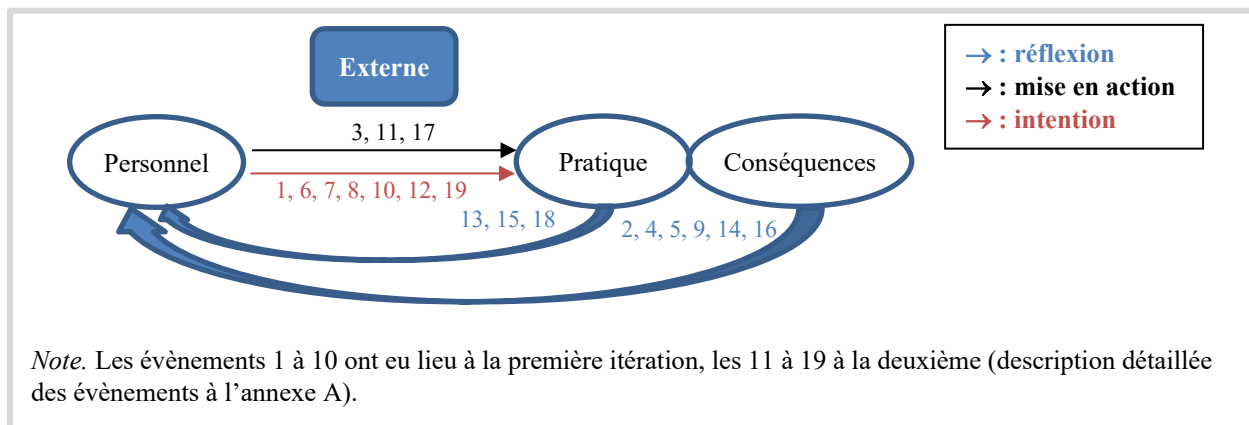 Externe
→ : réflexion
→ : mise en action
→ : intention
3, 11, 17
Personnel
Pratique
Conséquences
1, 6, 7, 8, 10, 12, 19
13, 15, 18
2, 4, 5, 9, 14, 16
Note. Les évènements 1 à 10 ont eu lieu à la première itération, les 11 à 19 à la deuxième (description détaillée
des évènements à l’annexe A).